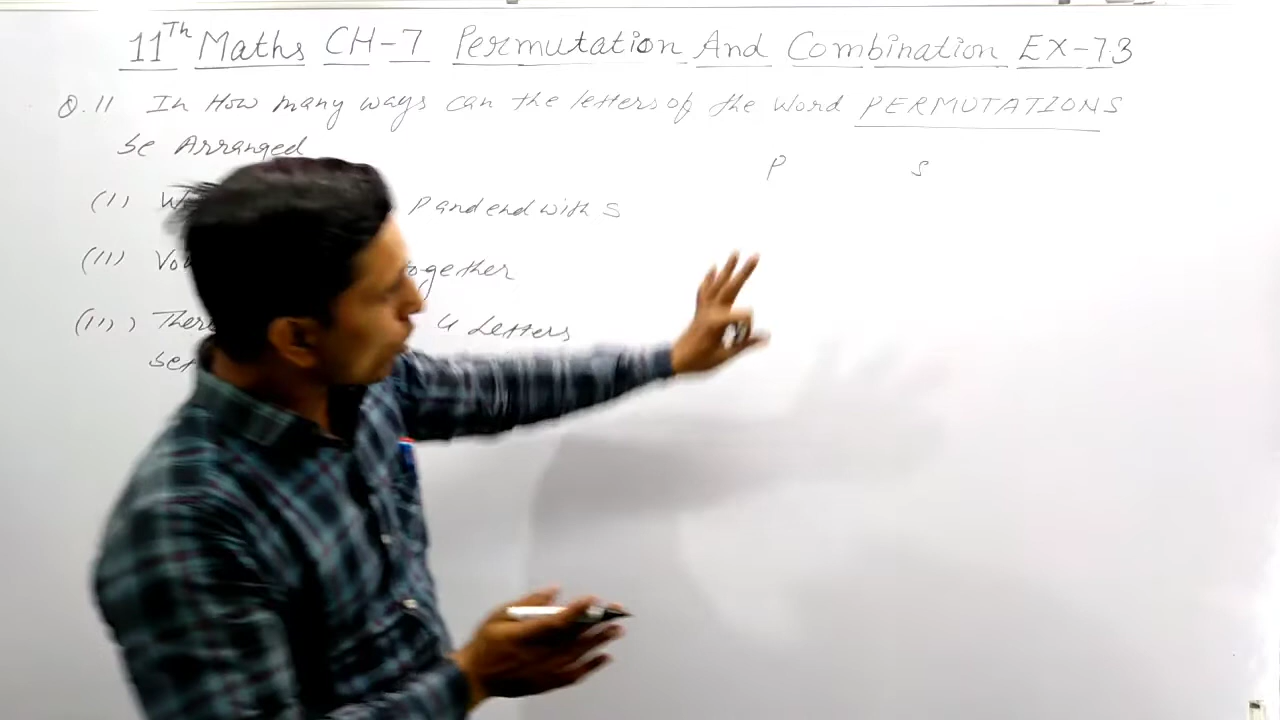 11Th Maths CH-7 Permutation And Combination EX-7.3
Q.11 In How many ways can the letters of the Word PERMUTATIONS
be Arranged
P S
(I) P and end with S
(II) together
(III) 4 Letters